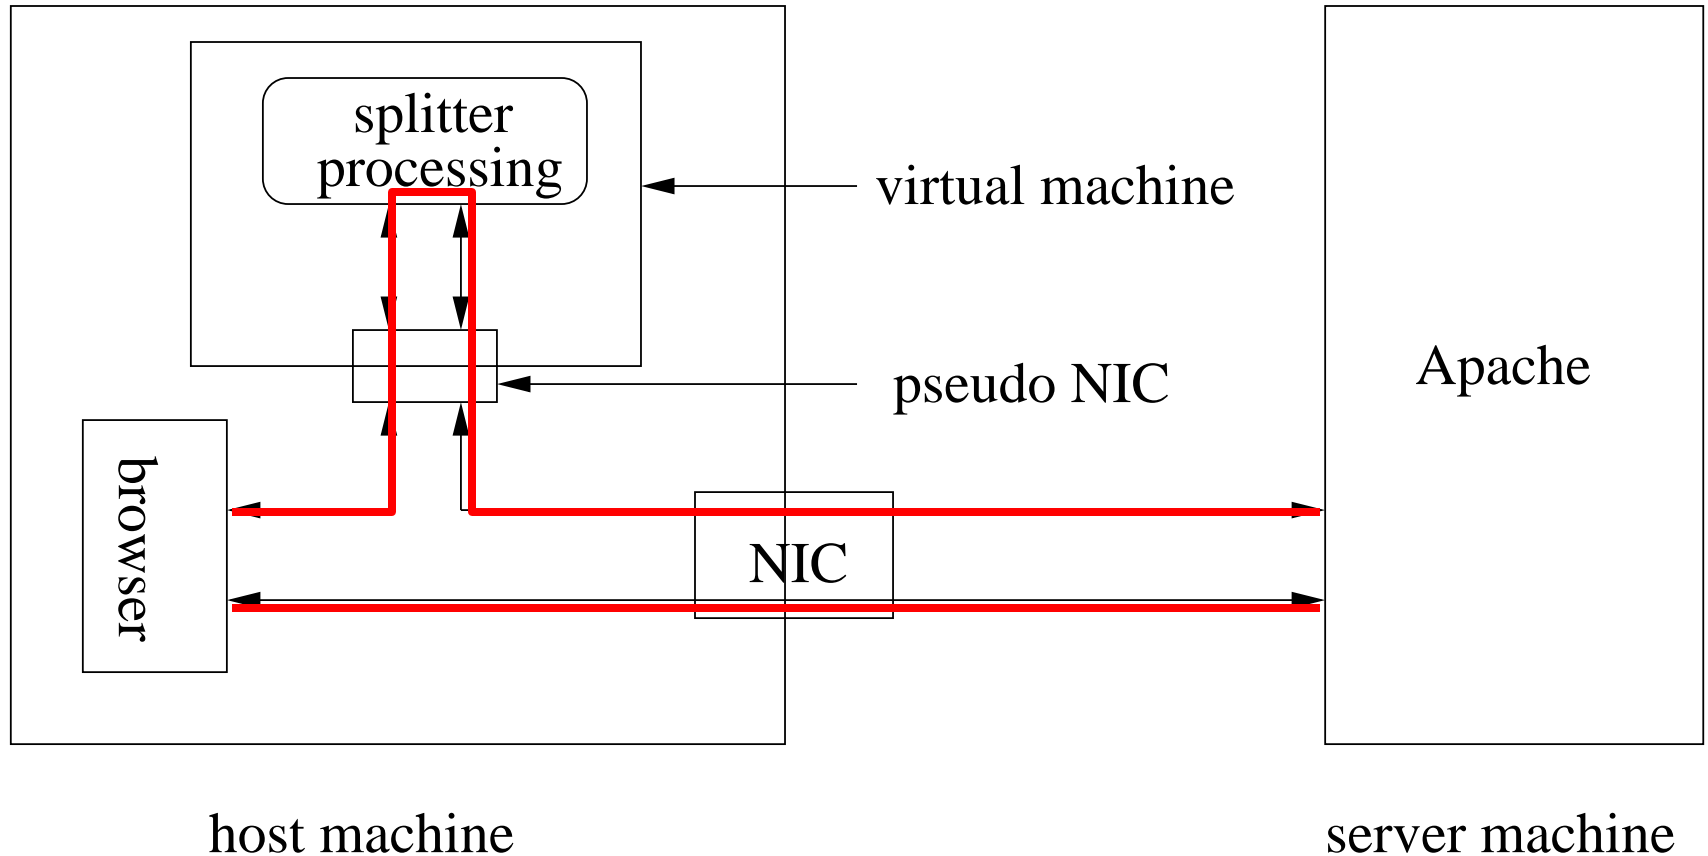 splitter
processing
virtual machine
pseudo NIC
Apache
browser
NIC
host machine
server machine